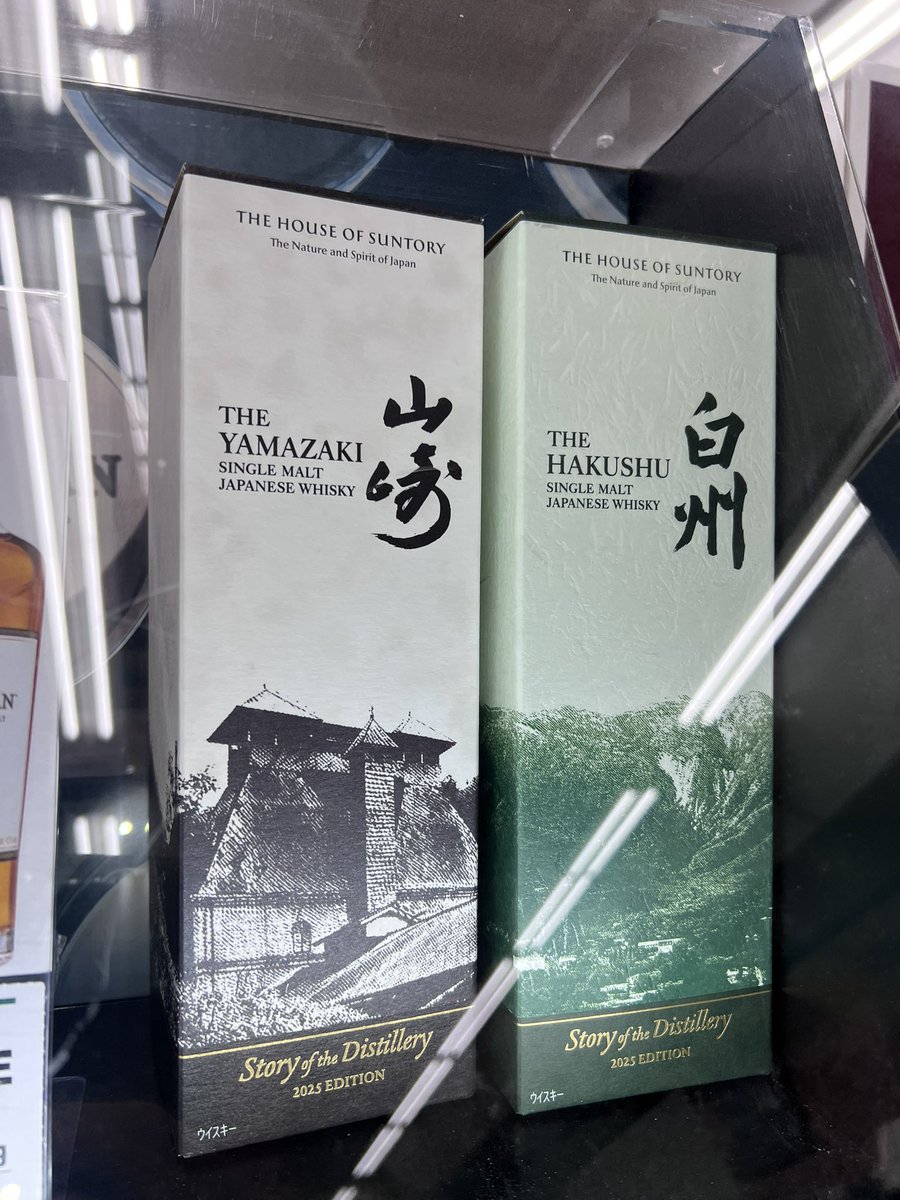 THE HOUSE OF SUNTORY
The Nature and Spirit of Japan
THE
YAMAZAKI
SINGLE MALT
JAPANESE WHISKY
山崎
Story of the Distillery
2025 EDITION
ウイスキー
THE HOUSE OF SUNTORY
The Nature and Spirit of Japan
THE
HAKUSHU
SINGLE MALT
JAPANESE WHISKY
白州
Story of the Distillery
2025 EDITION
ウイスキー